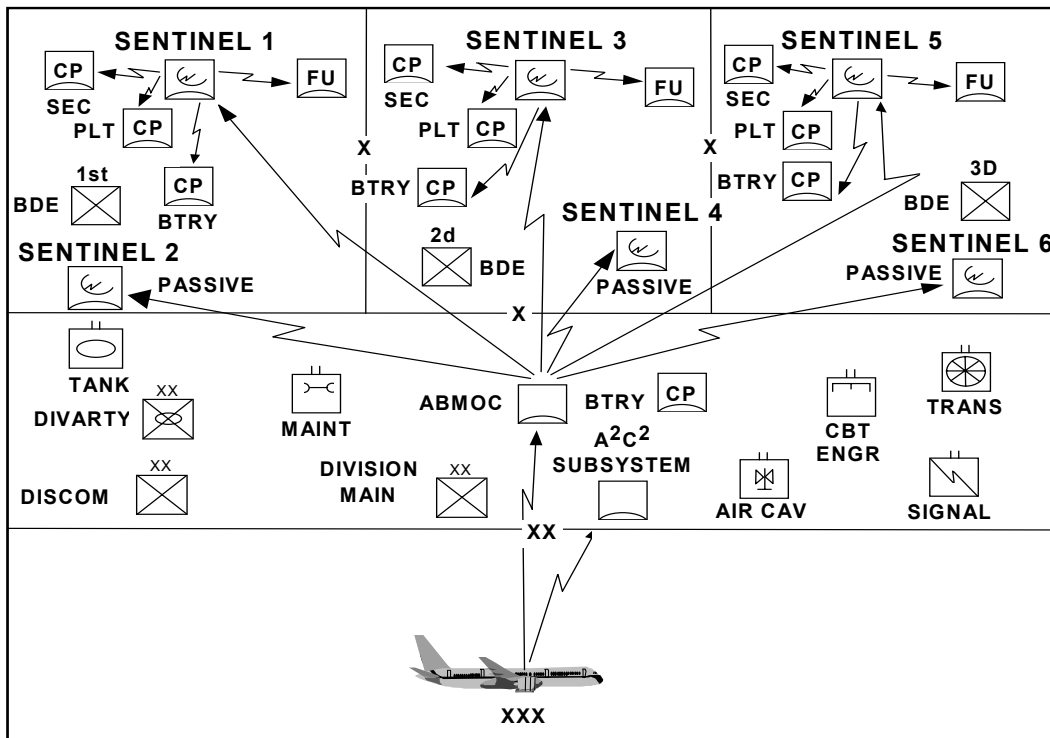 SENTINEL 1
CP
SEC
FU
PLT
CP
1st
BDE
CP
BTRY
SENTINEL 2
PASSIVE
X
SENTINEL 3
CP
SEC
FU
PLT
CP
BTRY
CP
2d
BDE
SENTINEL 4
PASSIVE
X
SENTINEL 5
CP
SEC
FU
PLT
CP
BTRY
CP
3D
BDE
SENTINEL 6
PASSIVE
X
TANK
XX
DIVARTY
XX
DISCOM
MAINT
ABMOC
XX
DIVISION
MAIN
BTRY
CP
A²C²
SUBSYSTEM
AIR CAV
CBT
ENGR
TRANS
SIGNAL
XX
XXX